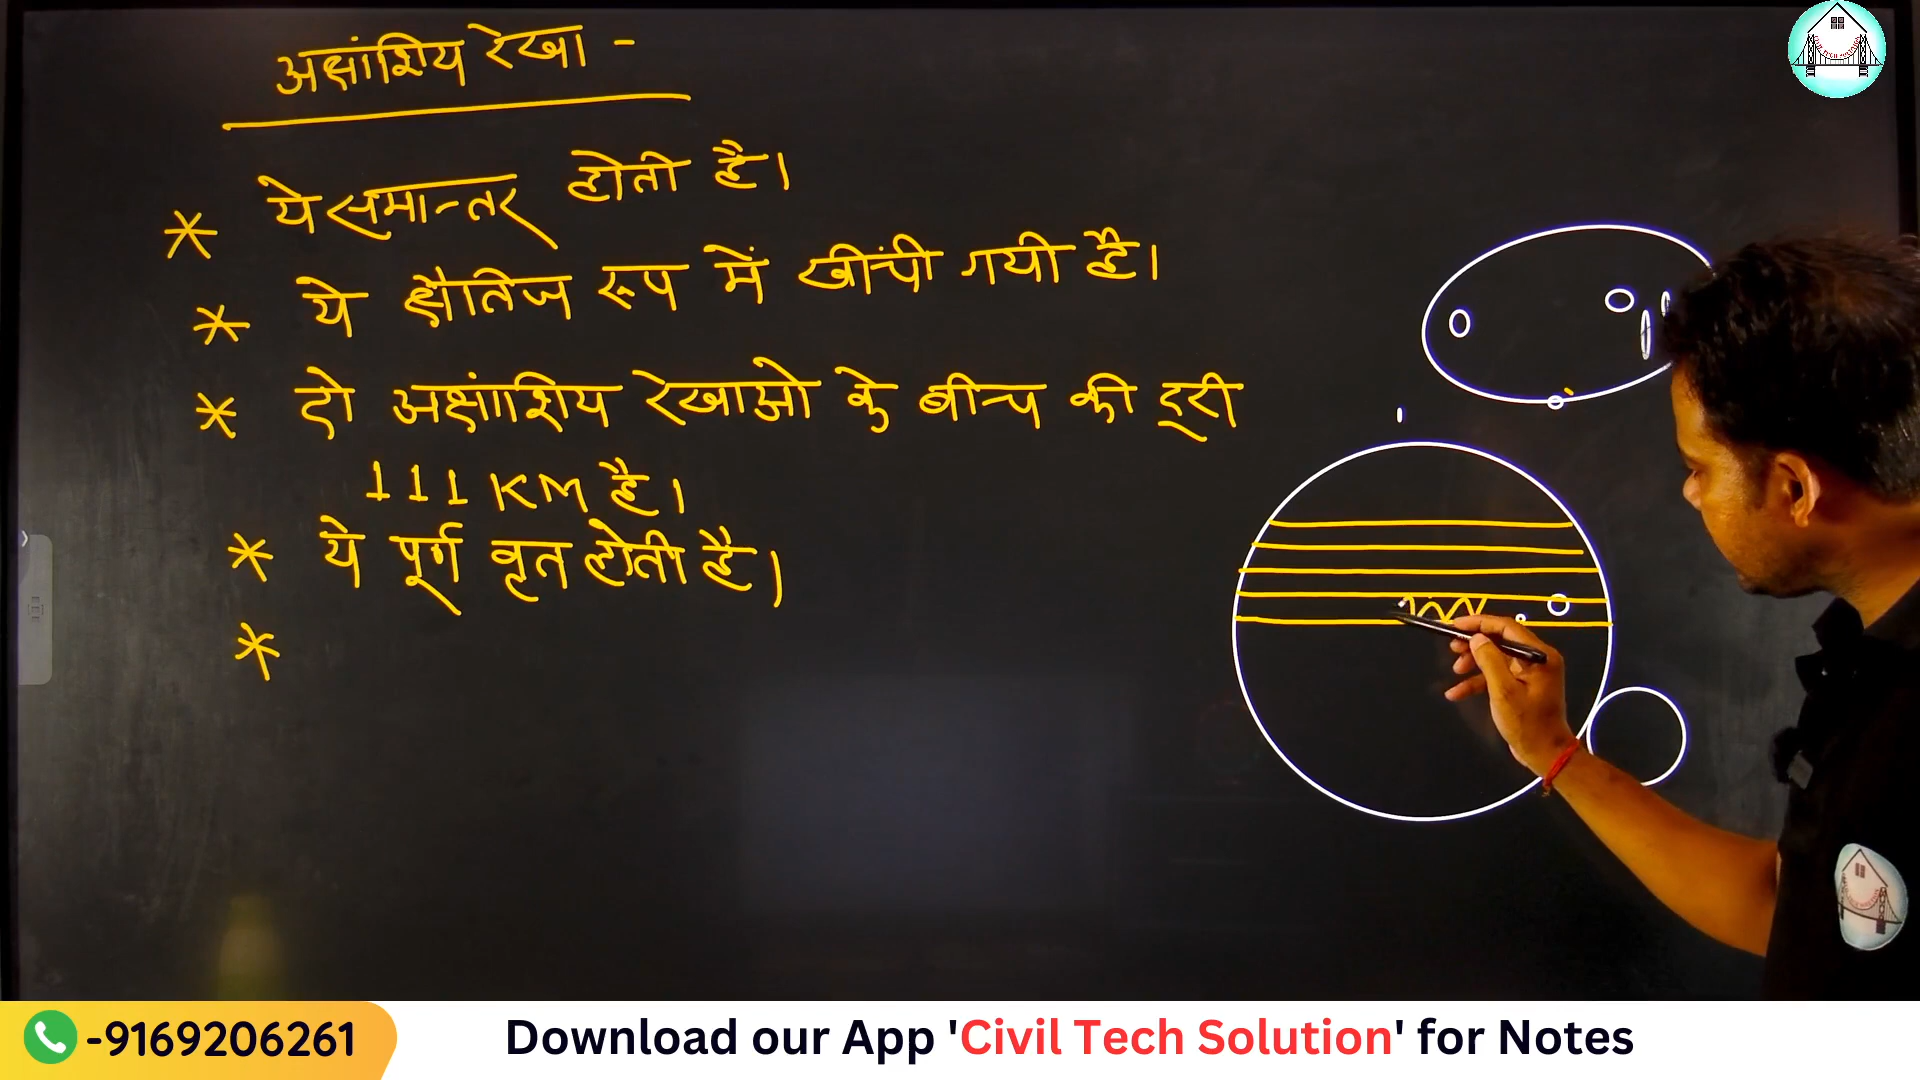 अक्षांशिय रेखा -
* ये समान्तर होती है।
* ये क्षैतिज रूप में खींची गयी है।
* दो अक्षांशिय रेखाओ के बीच की दूरी
111 KM है।
* ये पूर्ण वृत होती है।
*
-9169206261
Download our App 'Civil Tech Solution' for Notes